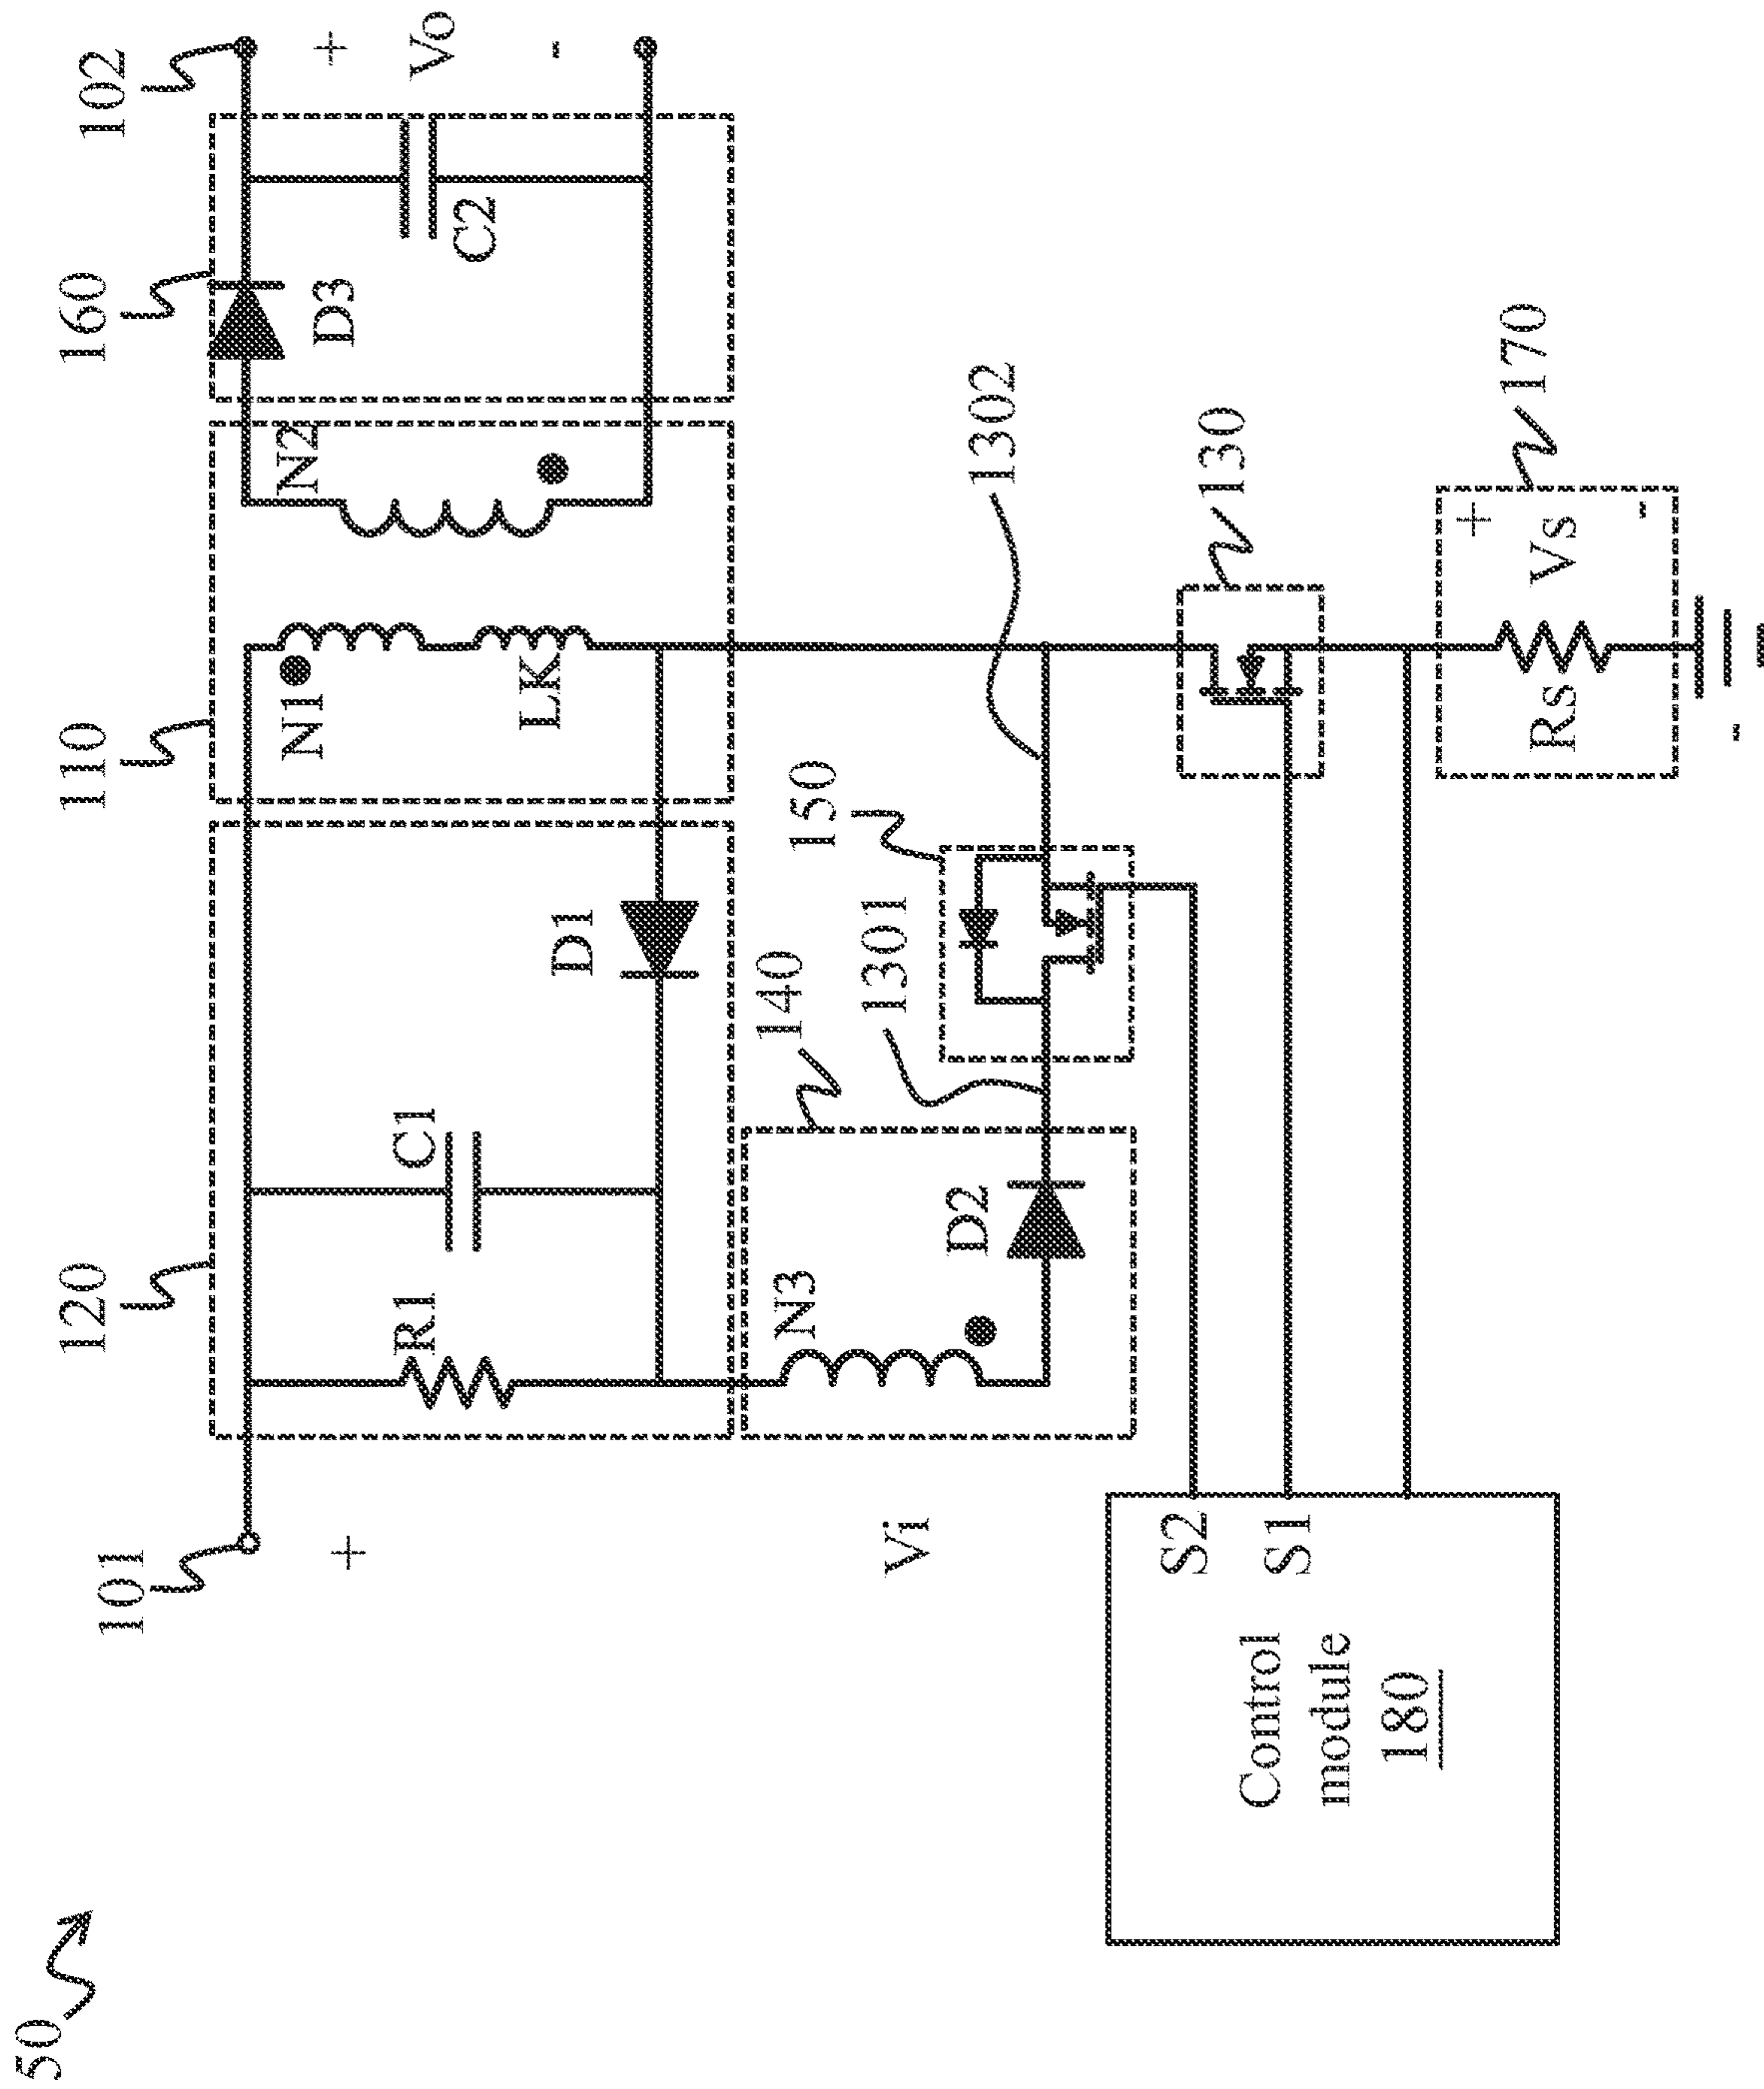 50
101
120
110
160
102
+
R1
C1
D1
N1
LK
N2
D3
C2
+
Vo
-
N3
D2
140
1301
150
1302
130
170
Vi
-
S2
S1
Control
module
180
Rs
+
Vs
-